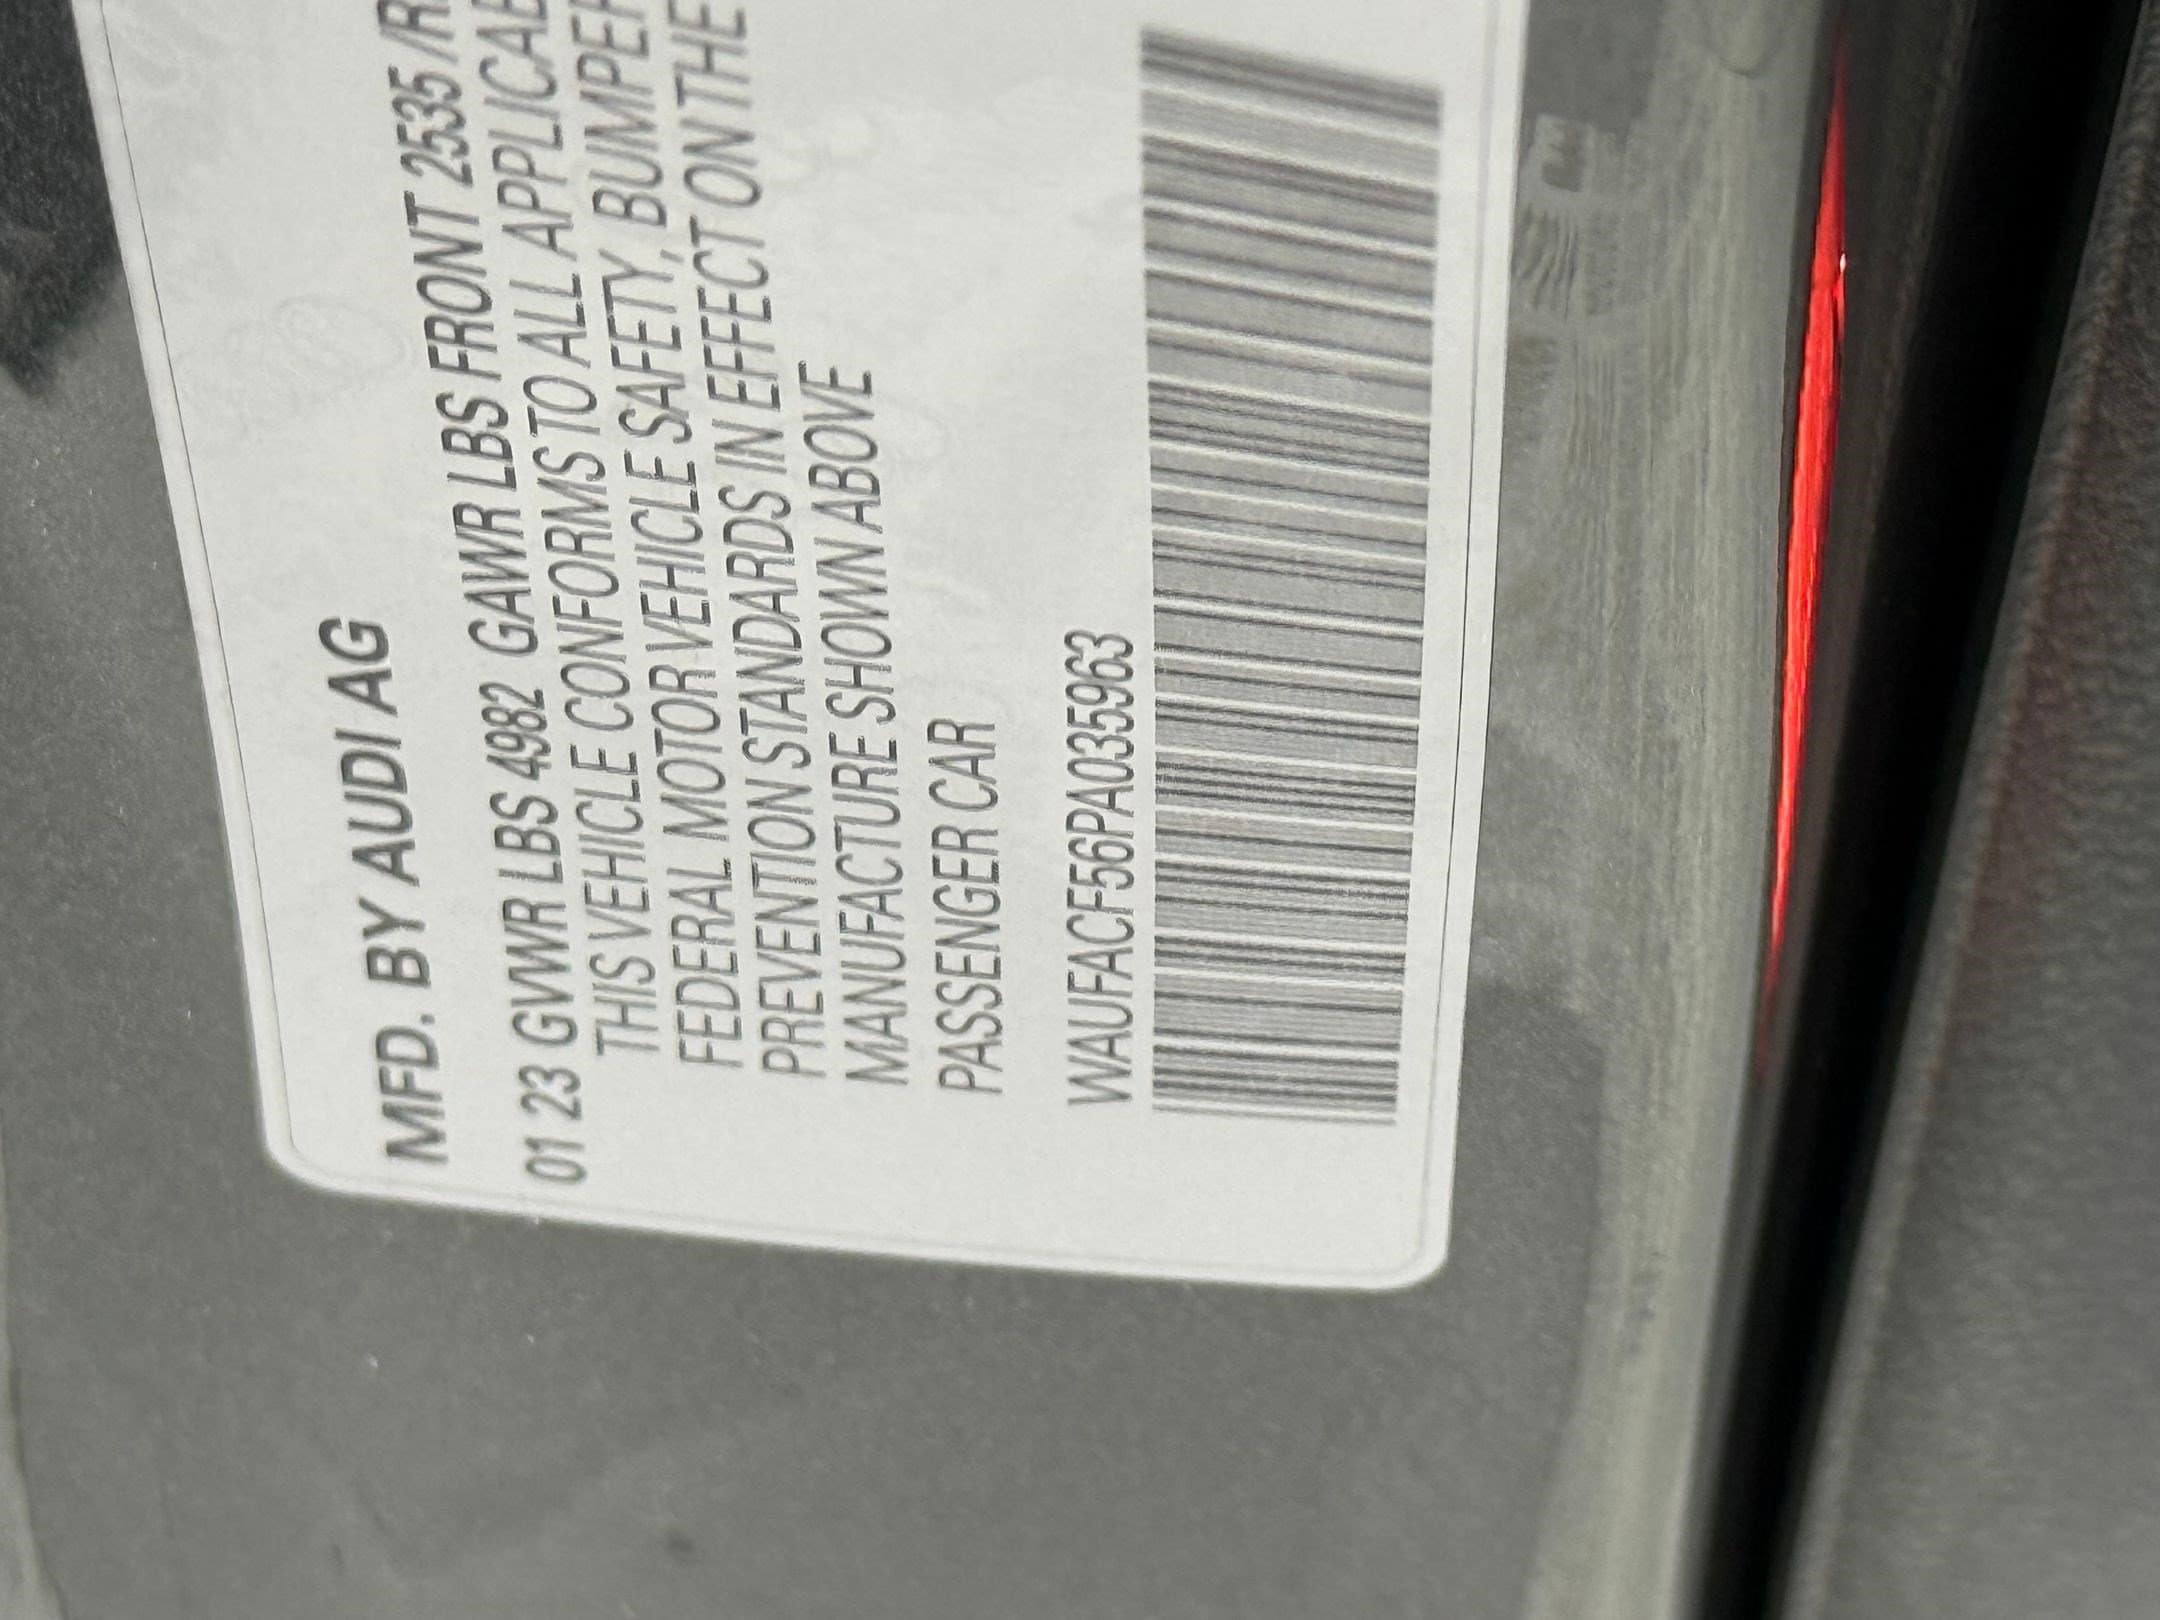 MFD. BY AUDI AG
01 23 GVWR LBS 4982 GAWR LBS FRONT 2535 /R
THIS VEHICLE CONFORMS TO ALL APPLICAB
FEDERAL MOTOR VEHICLE SAFETY, BUMPER
PREVENTION STANDARDS IN EFFECT ON THE
MANUFACTURE SHOWN ABOVE
PASSENGER CAR
WAUFACF56PA035963